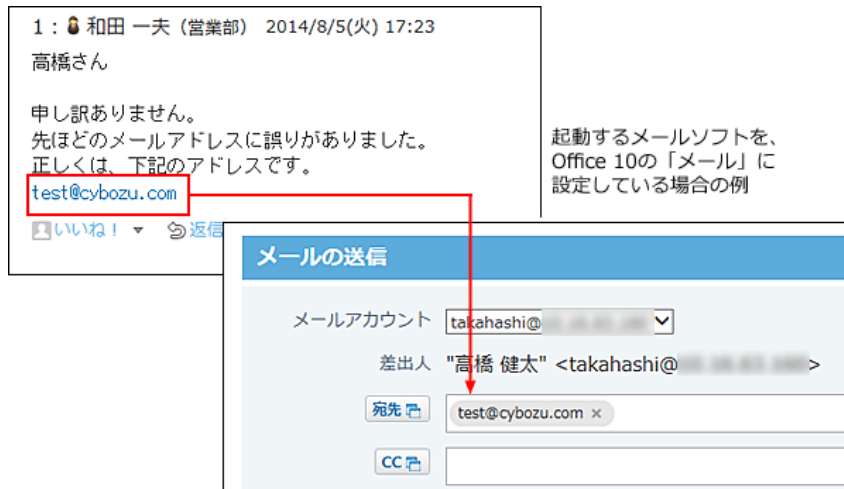 1：和田 一夫（営業部） 2014/8/5(火) 17:23
高橋さん
申し訳ありません。
先ほどのメールアドレスに誤りがありました。
正しくは、下記のアドレスです。
test@cybozu.com
いいね！ ▼ 返信
起動するメールソフトを、
Office 10の「メール」に
設定している場合の例
メールの送信
メールアカウント takahashi@
差出人 "高橋 健太" <takahashi@ >
宛先 test@cybozu.com ×
CC